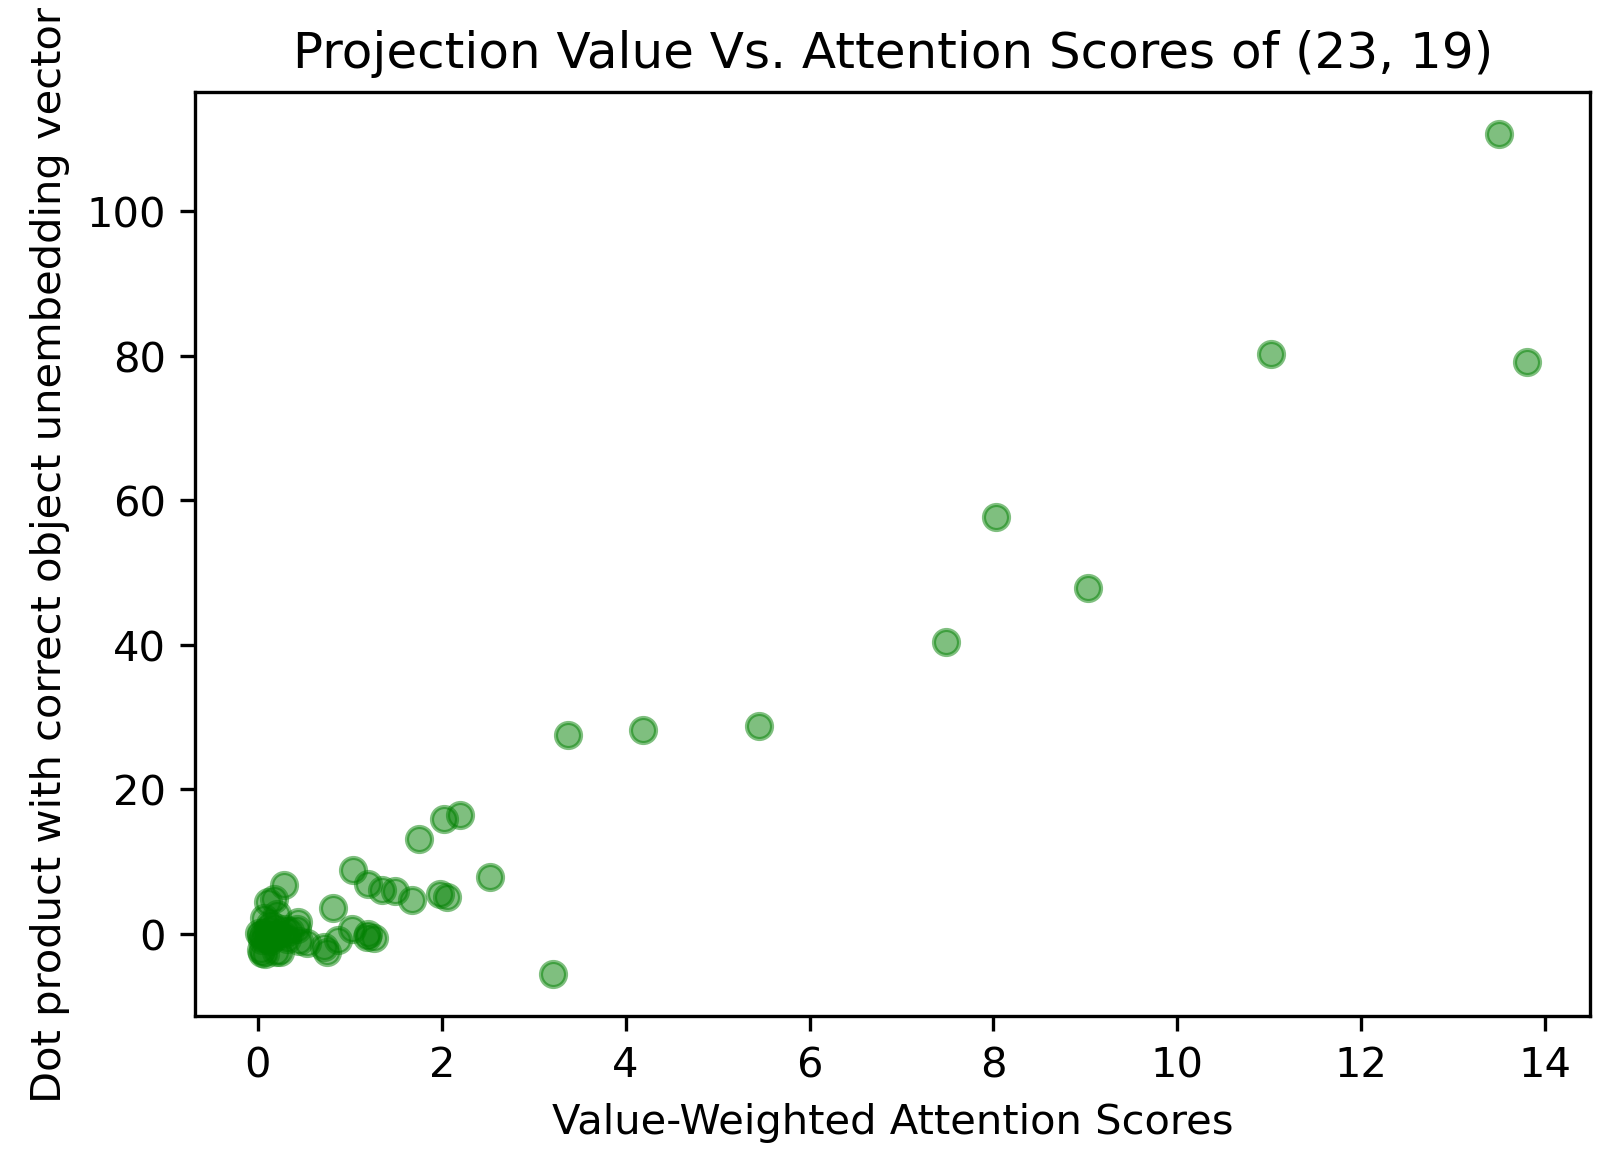 Projection Value Vs. Attention Scores of (23, 19)
Dot product with correct object unembedding vector
100
80
60
40
20
0
0 2 4 6 8 10 12 14
Value-Weighted Attention Scores